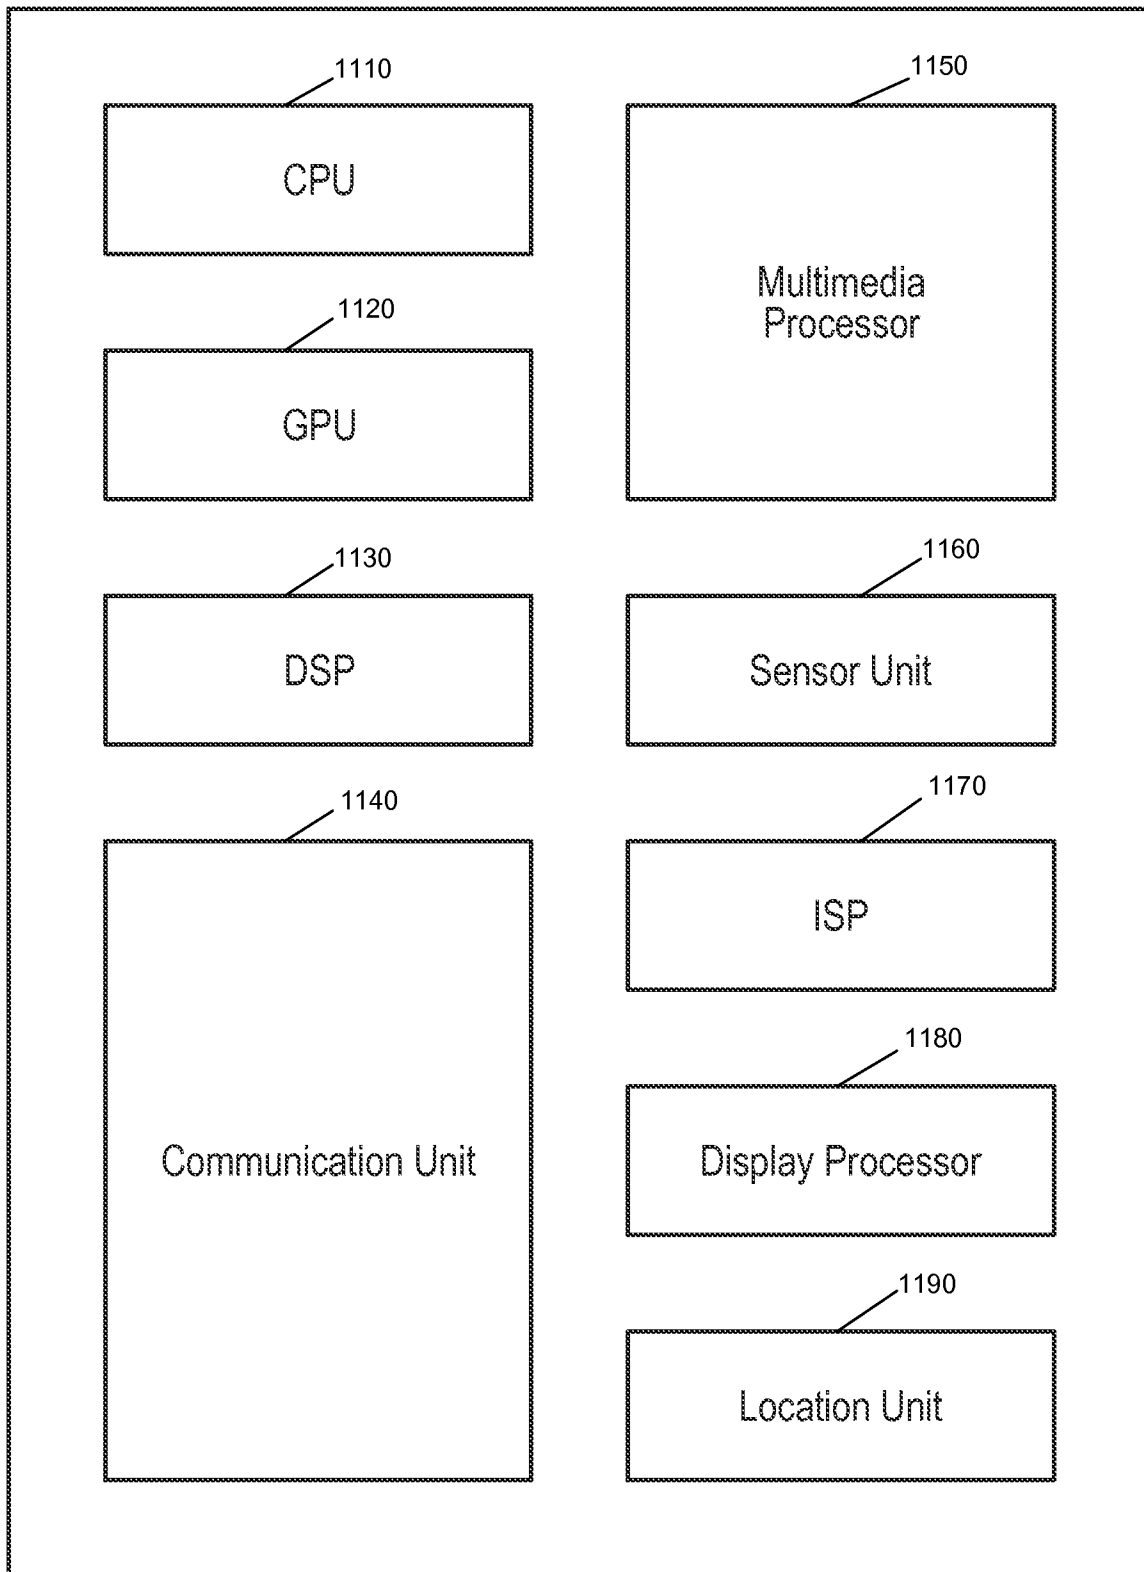 1110
CPU
1120
GPU
1130
DSP
1140
Communication Unit
1150
Multimedia
Processor
1160
Sensor Unit
1170
ISP
1180
Display Processor
1190
Location Unit